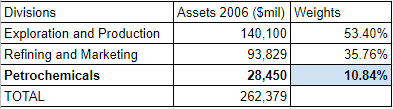 Divisions Assets 2006 ($mil) Weights
Exploration and Production 140,100 53.40%
Refining and Marketing 93,829 35.76%
Petrochemicals 28,450 10.84%
TOTAL 262,379